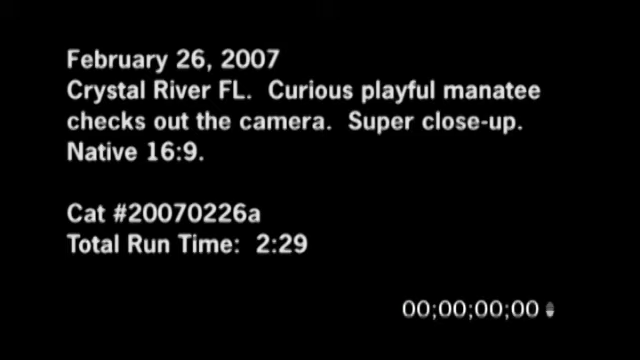 February 26, 2007
Crystal River FL.  Curious playful manatee
checks out the camera.  Super close-up.
Native 16:9.
Cat #20070226a
Total Run Time:  2:29
00;00;00;00